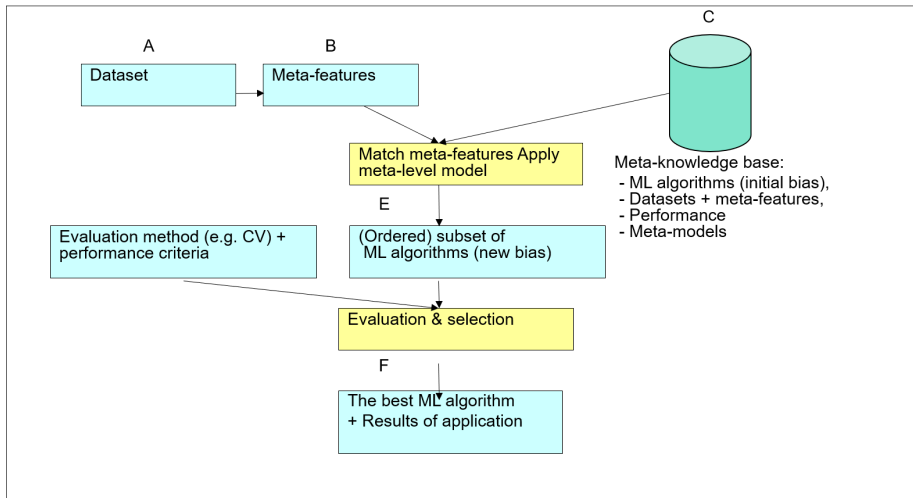 A
B
C
Dataset
Meta-features
Match meta-features Apply
meta-level model
Meta-knowledge base:
- ML algorithms (initial bias),
- Datasets + meta-features,
- Performance
- Meta-models
E
Evaluation method (e.g. CV) +
performance criteria
(Ordered) subset of
ML algorithms (new bias)
Evaluation & selection
F
The best ML algorithm
+ Results of application